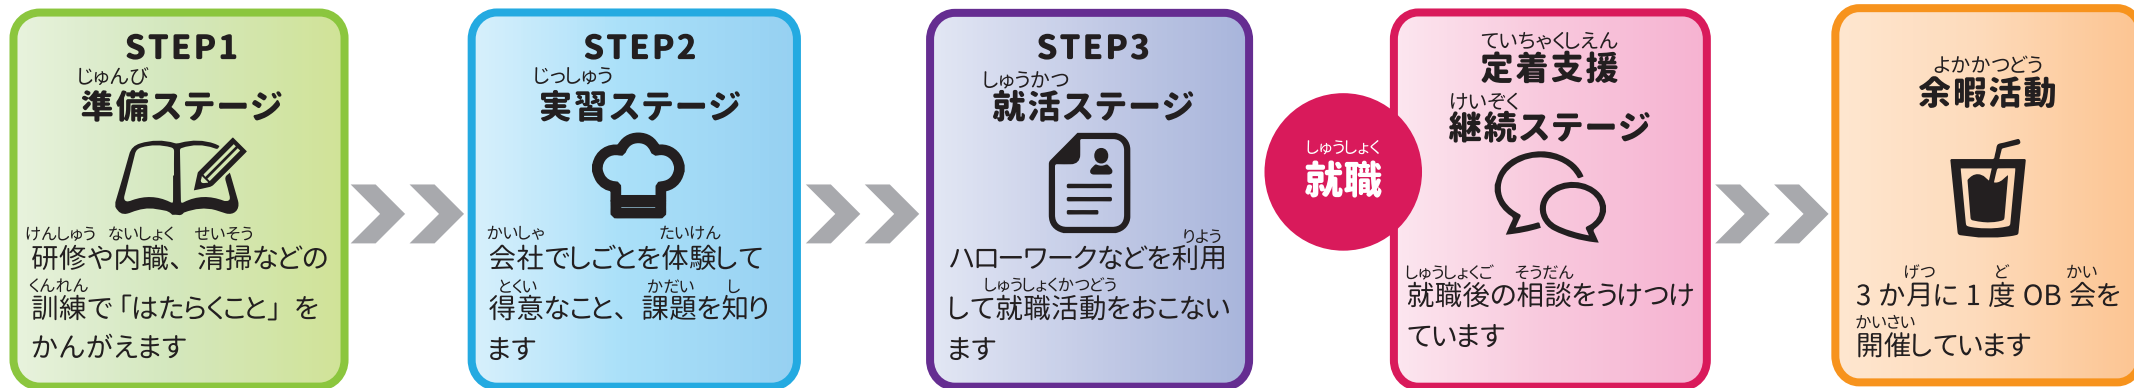 STEP1
じゅんび
準備ステージ
けんしゅう ないしょく せいそう
研修や内職、清掃などの
くんれん
訓練で「はたらくこと」を
かんがえます
STEP2
じっしゅう
実習ステージ
かいしゃ たいけん
会社でしごとを体験して
とくい かだい し
得意なこと、課題を知り
ます
STEP3
しゅうかつ
就活ステージ
りよう
ハローワークなどを利用
しゅうしょくかつどう
して就職活動をおこない
ます
しゅうしょく
就職
ていちゃくしえん
定着支援
けいぞく
継続ステージ
しゅうしょくご そうだん
就職後の相談をうけつけ
ています
よかかつどう
余暇活動
げつ ど かい
3 か月に 1 度 OB 会を
かいさい
開催しています